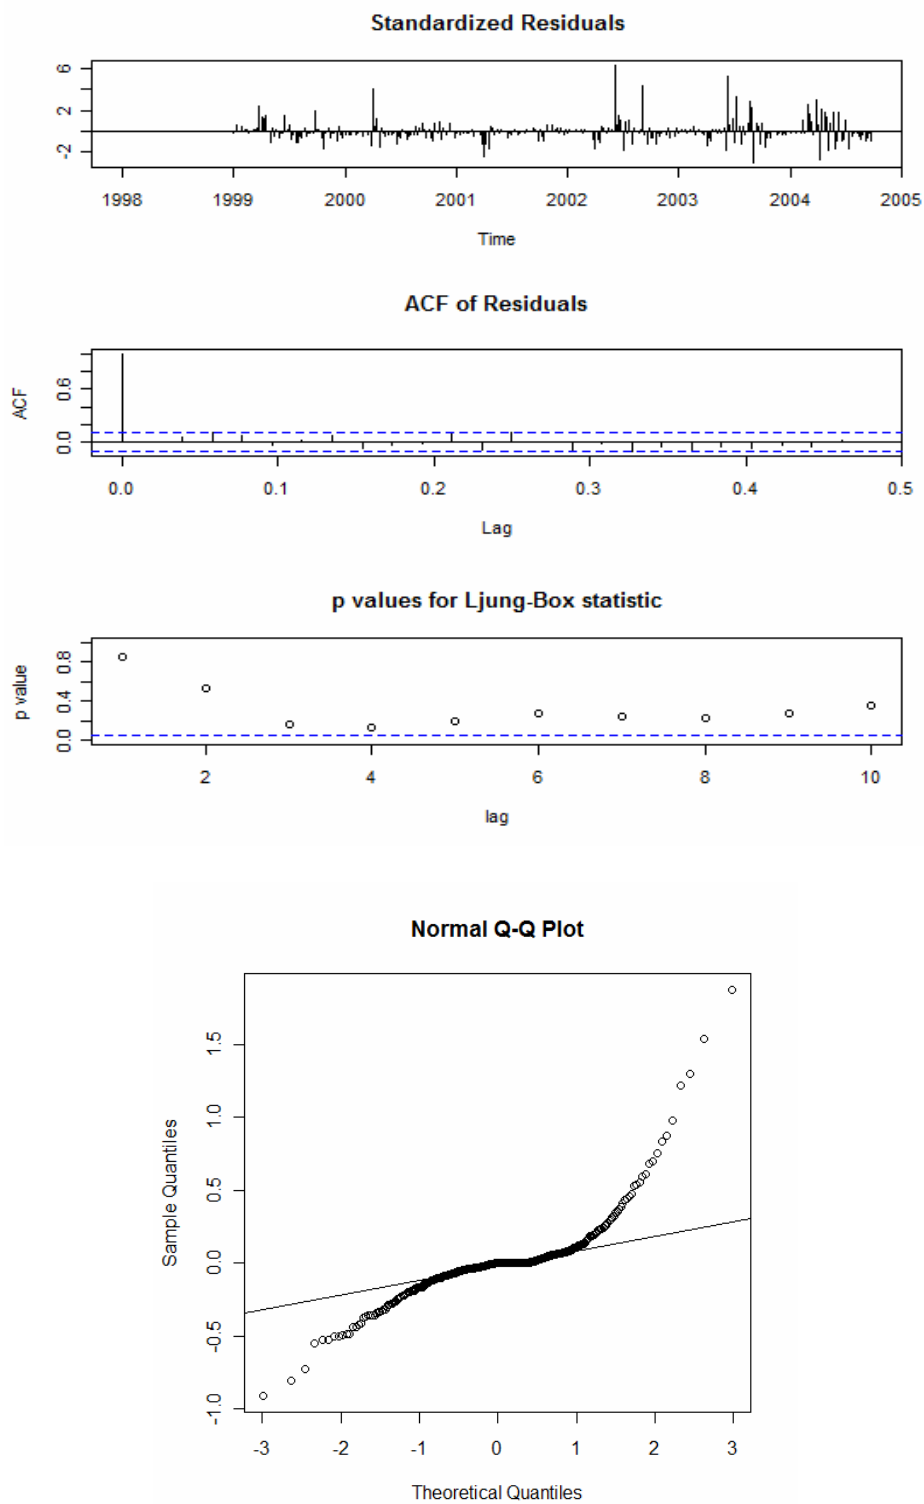 Standardized Residuals
6
2
-2
1998 1999 2000 2001 2002 2003 2004 2005
Time
ACF of Residuals
ACF
0.6
0.0
0.0 0.1 0.2 0.3 0.4 0.5
Lag
p values for Ljung-Box statistic
p value
0.8
0.4
0.0
2 4 6 8 10
lag
Normal Q-Q Plot
Sample Quantiles
1.5
1.0
0.5
0.0
-0.5
-1.0
-3 -2 -1 0 1 2 3
Theoretical Quantiles